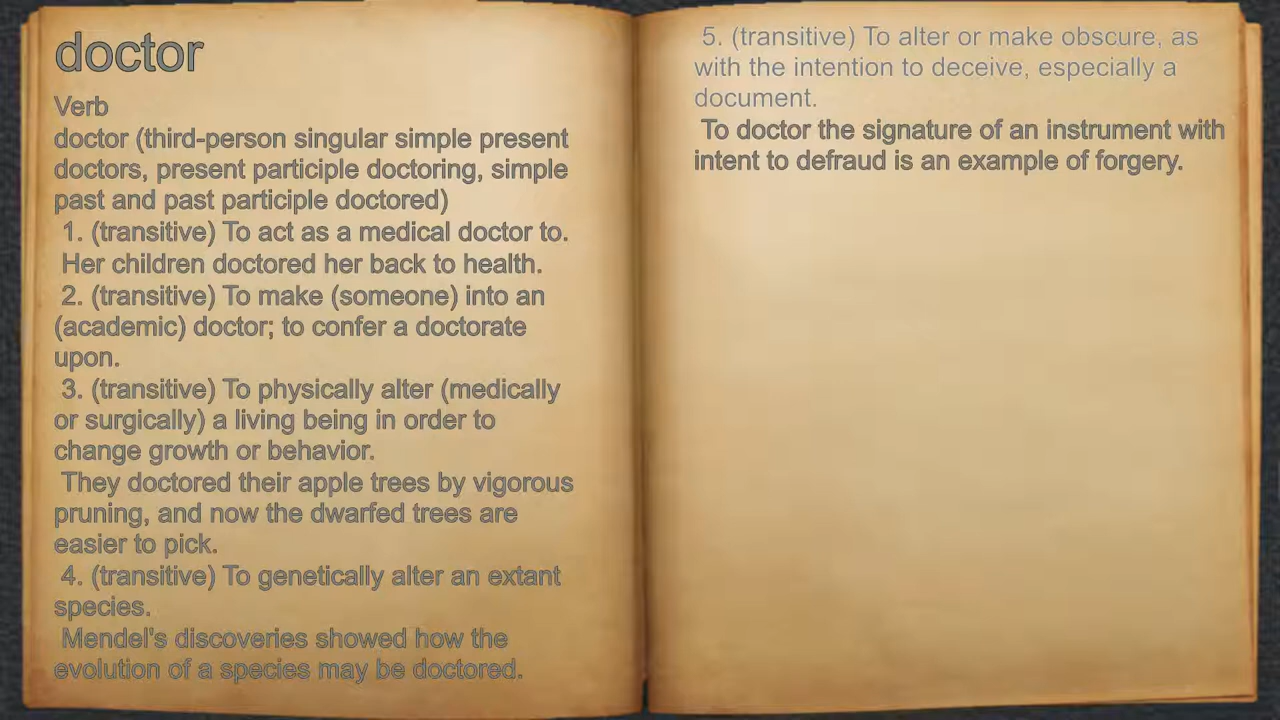 doctor
Verb
doctor (third-person singular simple present
doctors, present participle doctoring, simple
past and past participle doctored)
1. (transitive) To act as a medical doctor to.
Her children doctored her back to health.
2. (transitive) To make (someone) into an
(academic) doctor; to confer a doctorate
upon.
3. (transitive) To physically alter (medically
or surgically) a living being in order to
change growth or behavior.
They doctored their apple trees by vigorous
pruning, and now the dwarfed trees are
easier to pick.
4. (transitive) To genetically alter an extant
species.
Mendel's discoveries showed how the
evolution of a species may be doctored.
5. (transitive) To alter or make obscure, as
with the intention to deceive, especially a
document.
To doctor the signature of an instrument with
intent to defraud is an example of forgery.